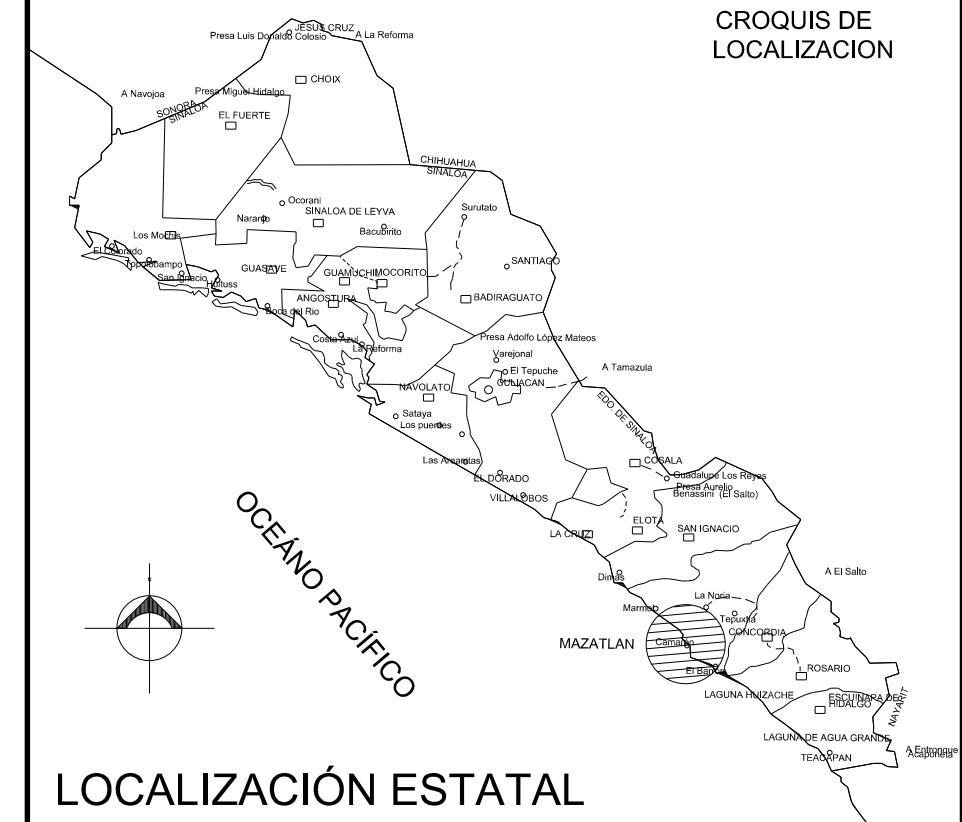 CROQUIS DE
LOCALIZACION
JESUS CRUZ
Presa Luis Donaldo Colosio
A La Reforma
CHOIX
A Navojoa
Presa Miguel Hidalgo
SONORA
SINALOA
EL FUERTE
CHIHUAHUA
SINALOA
Ocorani
Surutato
SINALOA DE LEYVA
Naranjo
Bacubirito
Los Mochis
El Colorado
Topolobampo
SANTIAGO
San Ignacio
GUASAVE
GUAMUCHIL
MOCORITO
Huituss
BADIRAGUATO
ANGOSTURA
Boca del Rio
Costa Azul
La Reforma
Presa Adolfo López Mateos
Varejonal
El Tepuche
A Tamazula
CULIACAN
NAVOLATO
EDO. DE SINALOA
Sataya
Los puentes
Las Arenitas
COSALA
EL DORADO
Guadalupe Los Reyes
Presa Aurelio
Benassini (El Salto)
VILLALOBOS
ELOTA
SAN IGNACIO
LA CRUZ
OCEÁNO PACÍFICO
N
Dimas
A El Salto
La Noria
Marmol
Tepuxta
CONCORDIA
MAZATLAN
Camaron
El Baron
ROSARIO
LAGUNA HUIZACHE
ESCUINAPA DE
HIDALGO
NAYARIT
LAGUNA DE AGUA GRANDE
TEACAPAN
A Entronque
Acaponeta
LOCALIZACIÓN ESTATAL